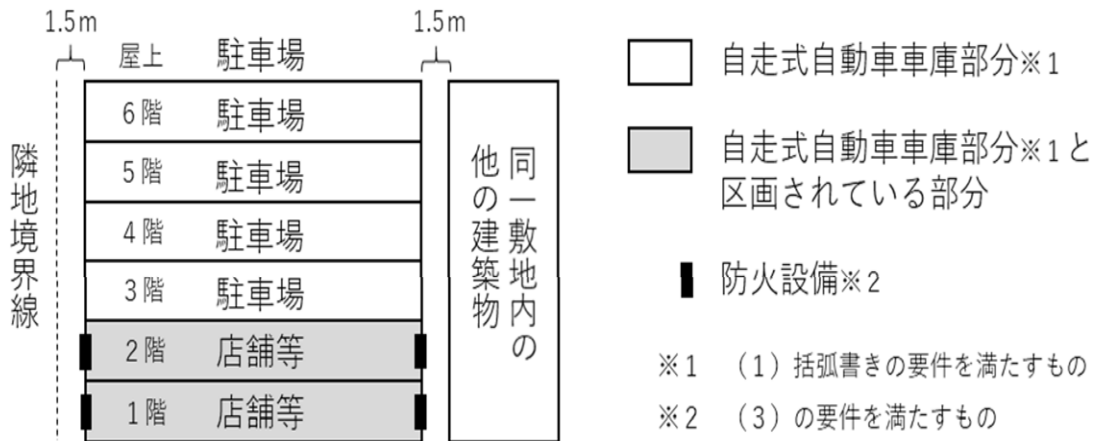 1.5m
1.5m
屋上 駐車場
6階 駐車場
5階 駐車場
4階 駐車場
3階 駐車場
2階 店舗等
1階 店舗等
隣地境界線
同一敷地内の
他の建築物
自走式自動車車庫部分※1
自走式自動車車庫部分※1と
区画されている部分
防火設備※2
※1 （1）括弧書きの要件を満たすもの
※2 （3）の要件を満たすもの